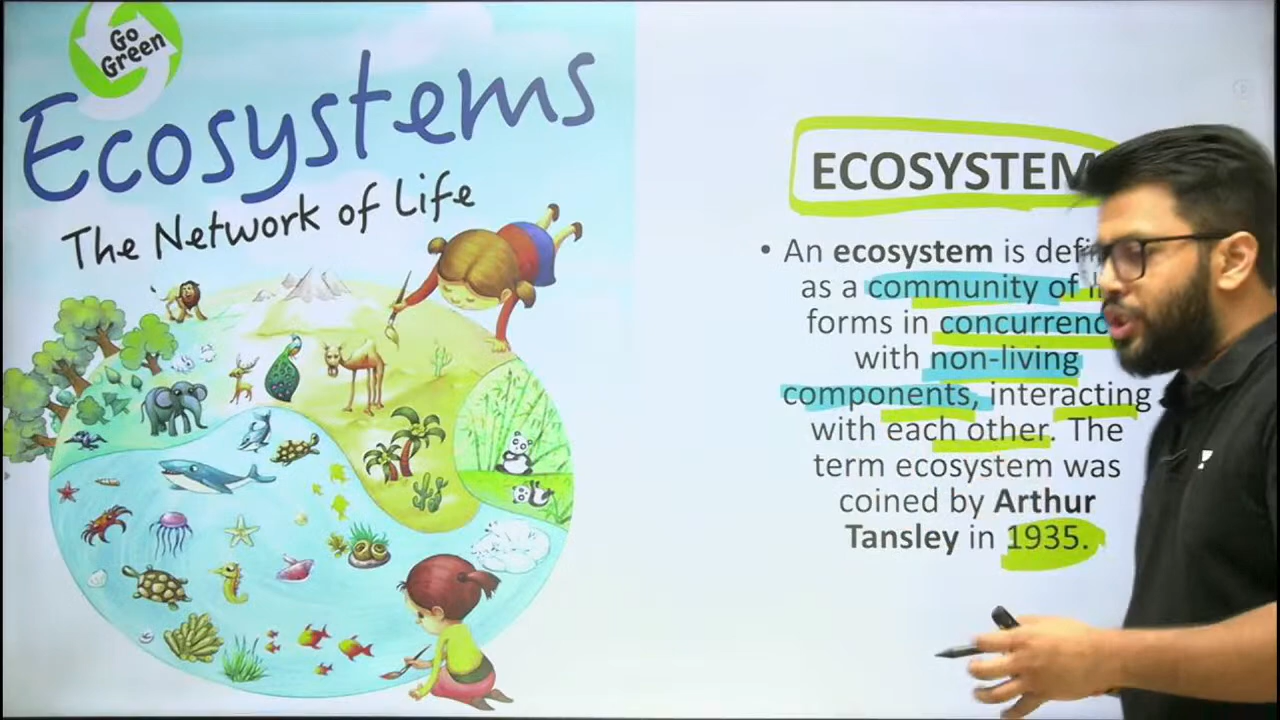 Go
Green
Ecosystems
The Network of Life
ECOSYSTEM
• An ecosystem is
as a community of
forms in
with non-living
components, interacting
with each other. The
term ecosystem was
coined by Arthur
Tansley in 1935.